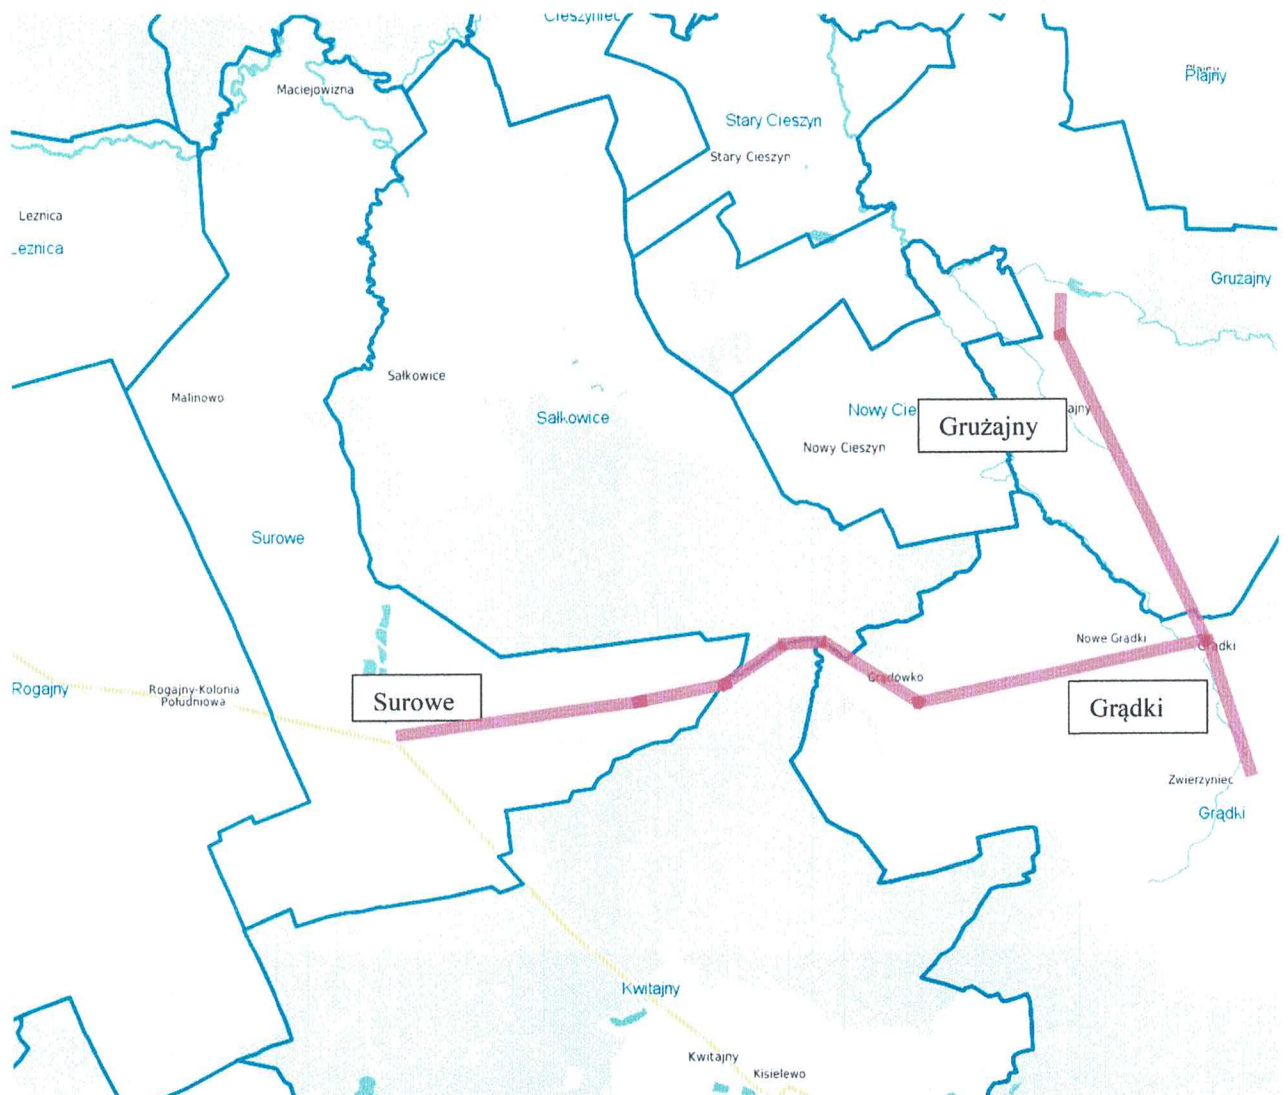 Cieszyniec
Maciejowizna
Plajny
Stary Cieszyn
Stary Cieszyn
Leznica
Gruzajny
Sałkowice
Malinowo
Sałkowice
Nowy Cie
ajny
Grużajny
Nowy Cieszyn
Surowe
Nowe Grądki
Grądki
Grądówko
Rogajny
Rogajny-Kolonia
Południowa
Surowe
Grądki
Zwierzyniec
Grądki
Kwitajny
Kwitajny
Kisielewo